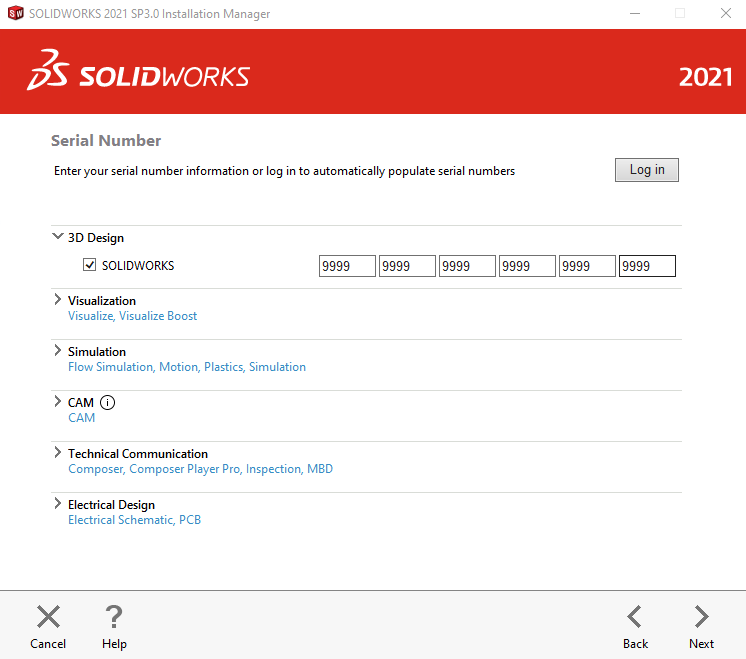 SOLIDWORKS 2021 SP3.0 Installation Manager
SOLIDWORKS 2021
Serial Number
Enter your serial number information or log in to automatically populate serial numbers Log in
3D Design
SOLIDWORKS 9999 9999 9999 9999 9999 9999
Visualization
Visualize, Visualize Boost
Simulation
Flow Simulation, Motion, Plastics, Simulation
CAM i
CAM
Technical Communication
Composer, Composer Player Pro, Inspection, MBD
Electrical Design
Electrical Schematic, PCB
Cancel Help Back Next